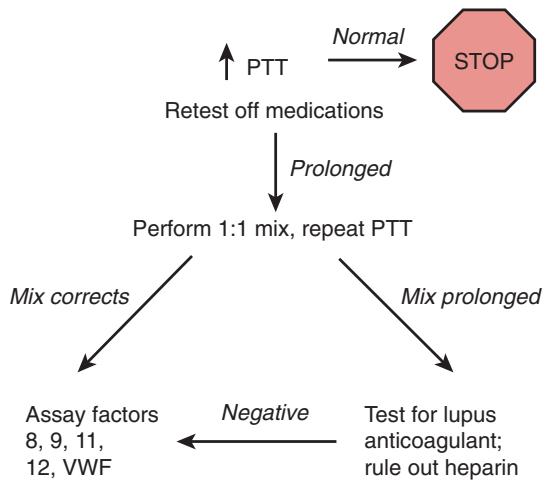 Normal
STOP
PTT
Retest off medications
Prolonged
Perform 1:1 mix, repeat PTT
Mix corrects
Mix prolonged
Assay factors
8, 9, 11,
12, VWF
Negative
Test for lupus
anticoagulant;
rule out heparin